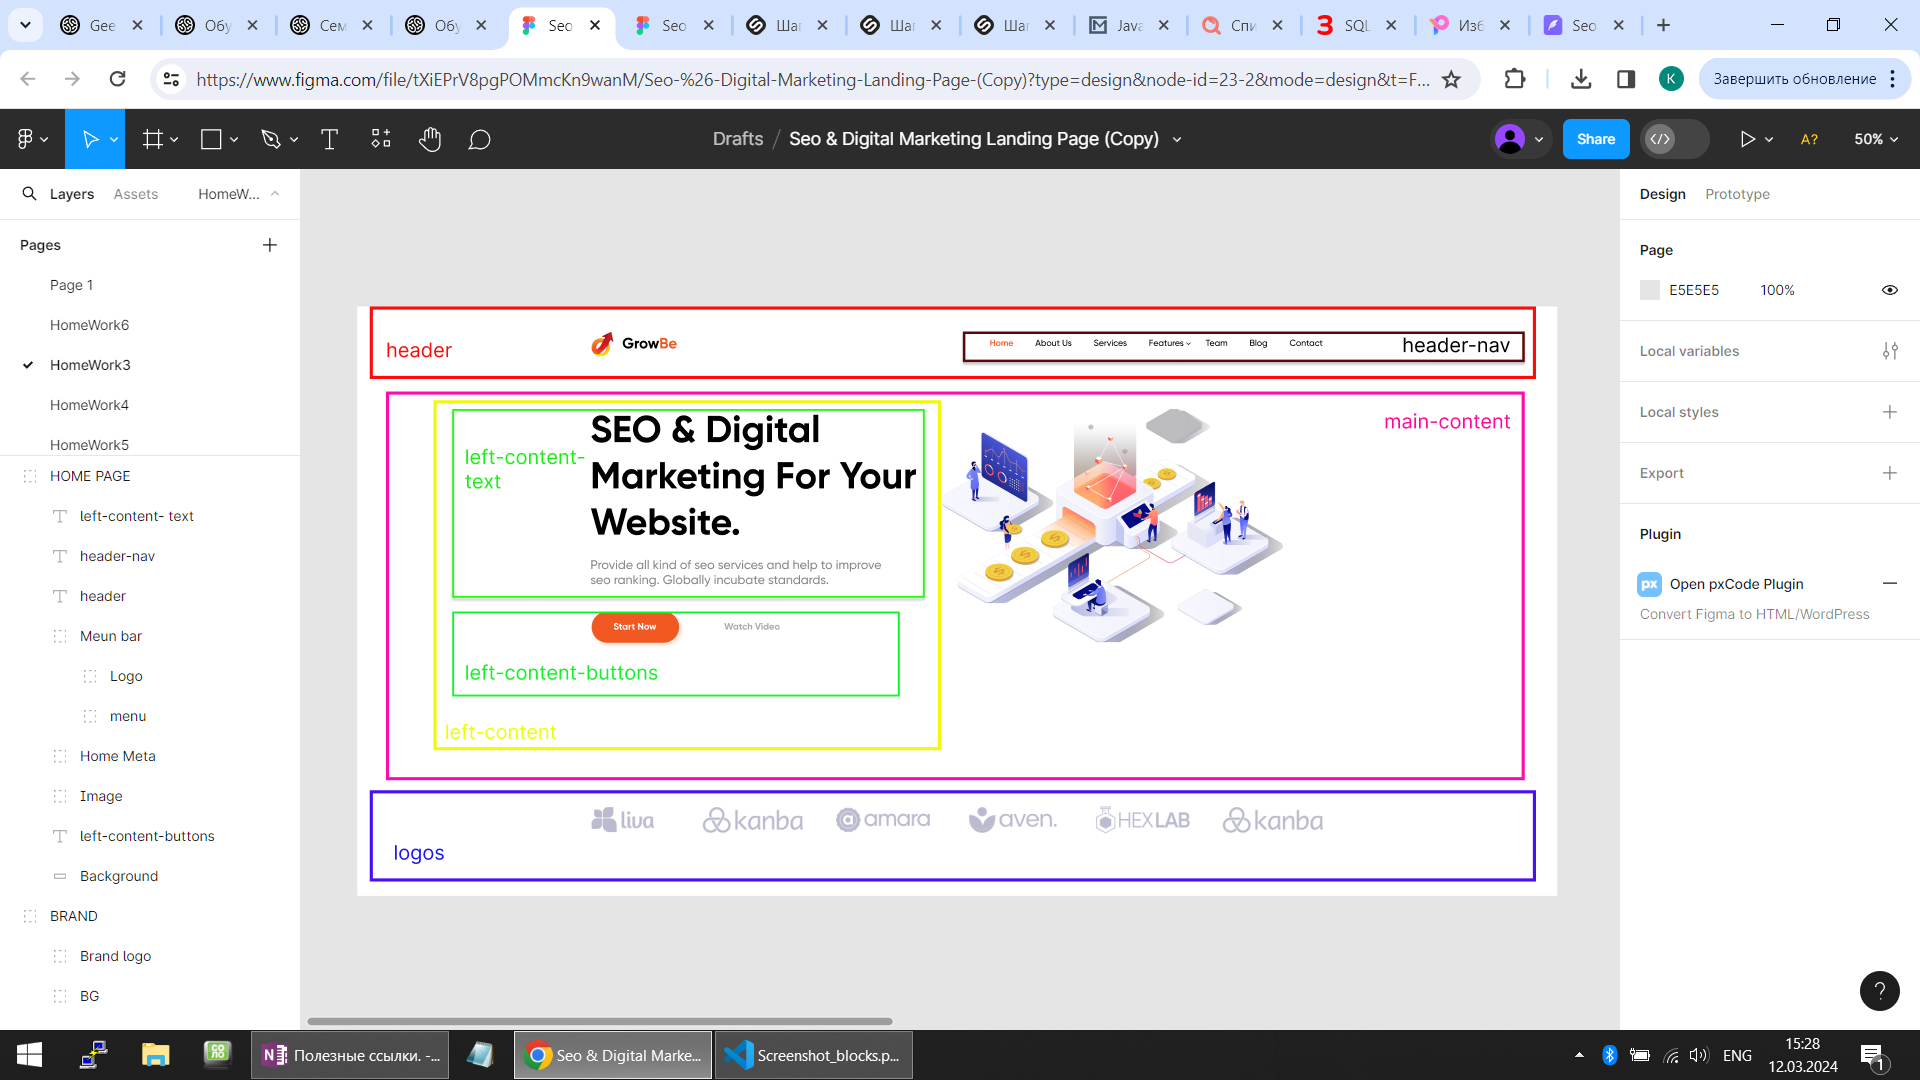 Gee
Обу
Сем
Обу
Seo
Seo
Шаг
Шаг
Шаг
Java
Спи
SQL
Изб
Seo
https://www.figma.com/file/tXiEPrV8pgPOMmcKn9wanM/Seo-%26-Digital-Marketing-Landing-Page-(Copy)?type=design&node-id=23-2&mode=design&t=F...
K
Завершить обновление
Drafts / Seo & Digital Marketing Landing Page (Copy)
Share
A?
50%
Layers
Assets
HomeW...
Pages
Page 1
HomeWork6
HomeWork3
HomeWork4
HomeWork5
HOME PAGE
left-content- text
header-nav
header
Meun bar
Logo
menu
Home Meta
Image
left-content-buttons
Background
BRAND
Brand logo
BG
header
GrowBe
Home
About Us
Services
Features
Team
Blog
Contact
header-nav
main-content
left-content-
text
SEO & Digital
Marketing For Your
Website.
Provide all kind of seo services and help to improve
seo ranking. Globally incubate standards.
Start Now
Watch Video
left-content-buttons
left-content
liva
kanba
amara
aven.
HEXLAB
kanba
logos
Design
Prototype
Page
E5E5E5
100%
Local variables
Local styles
Export
Plugin
px
Open pxCode Plugin
Convert Figma to HTML/WordPress
?
Полезные ссылки. -...
Seo & Digital Marke...
Screenshot_blocks.p...
ENG
15:28
12.03.2024
1